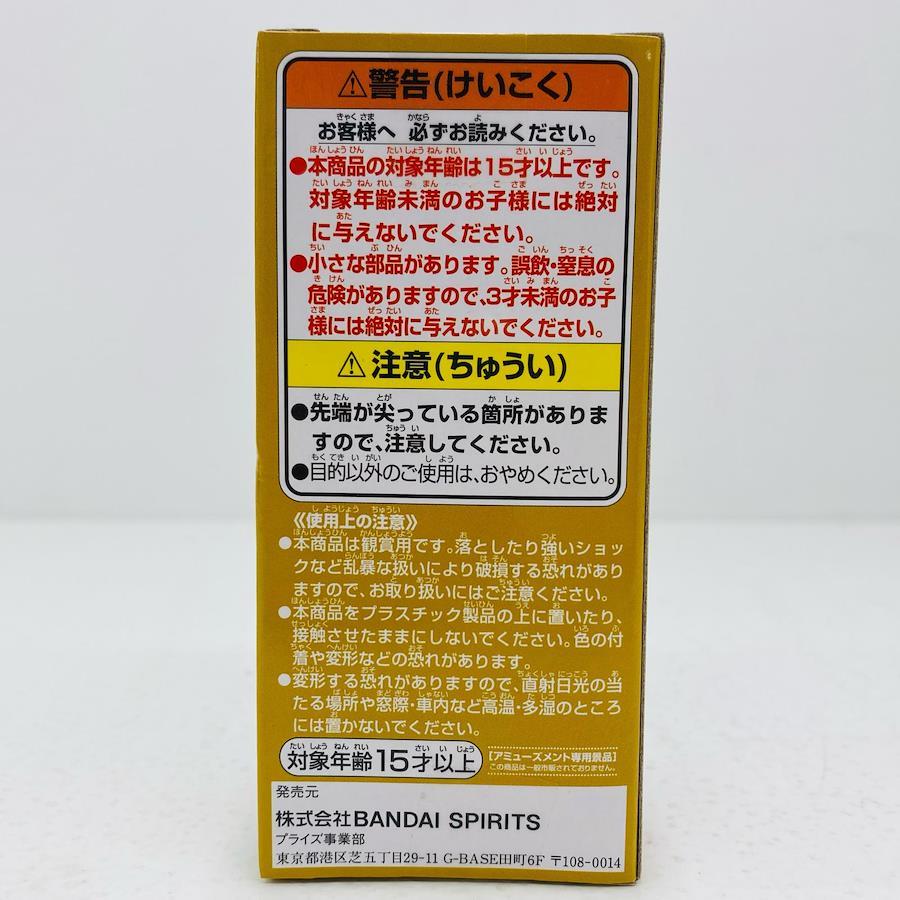 ⚠警告(けいこく)
お客様へ 必ずお読みください。
●本商品の対象年齢は15才以上です。
対象年齢未満のお子様には絶対
に与えないでください。
●小さな部品があります。誤飲・窒息の
危険がありますので、3才未満のお子
様には絶対に与えないでください。
⚠注意(ちゅうい)
●先端が尖っている箇所がありま
すので、注意してください。
●目的以外のご使用は、おやめください。
《使用上の注意》
●本商品は観賞用です。落としたり強いショッ
クなど乱暴な扱いにより破損する恐れがあり
ますので、お取り扱いにはご注意ください。
●本商品をプラスチック製品の上に置いたり、
接触させたままにしないでください。色の付
着や変形などの恐れがあります。
●変形する恐れがありますので、直射日光の当
たる場所や窓際・車内など高温・多湿のところ
には置かないでください。
対象年齢15才以上
[アミューズメント専用景品]
この商品は一般市販されておりません。
発売元
株式会社BANDAI SPIRITS
プライズ事業部
東京都港区芝五丁目29-11 G-BASE田町6F 〒108-0014